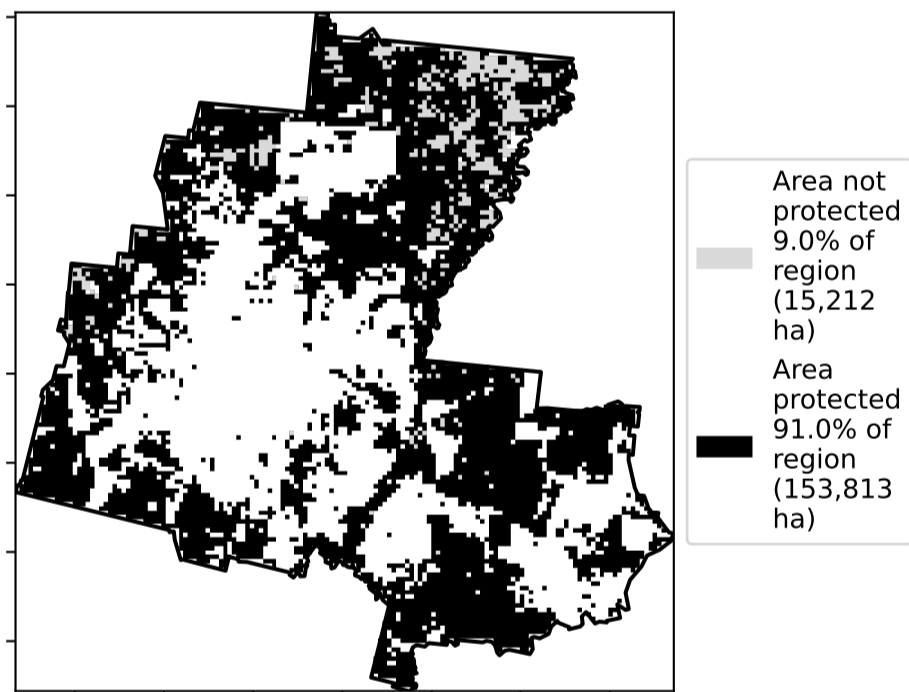 Area not
protected
9.0% of
region
(15,212
ha)
Area
protected
91.0% of
region
(153,813
ha)